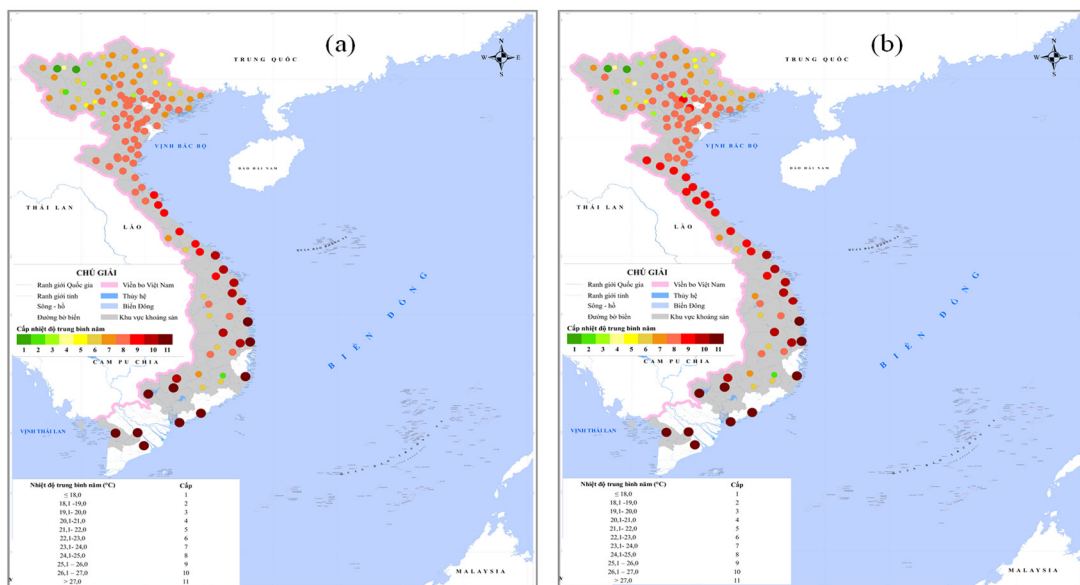 (a)
N
W E
S
TRUNG QUỐC
VỊNH BẮC BỘ
ĐẢO HẢI NAM
THÁI LAN
LÀO
CHÚ GIẢI
Ranh giới Quốc gia
Ranh giới tỉnh
Sông - hồ
Đường bờ biển
Viền bo Việt Nam
Thủy hệ
Biển Đông
Khu vực khoáng sản
Cấp nhiệt độ trung bình năm
1 2 3 4 5 6 7 8 9 10 11
CAM PU CHIA
BIỂN ĐÔNG
VỊNH THÁI LAN
Nhiệt độ trung bình năm (°C) Cấp
≤ 18,0 1
18,1 -19,0 2
19,1- 20,0 3
20,1-21,0 4
21,1- 22,0 5
22,1-23,0 6
23,1- 24,0 7
24,1-25,0 8
25,1 – 26,0 9
26,1 – 27,0 10
> 27,0 11
MALAYSIA
(b)
N
W E
S
TRUNG QUỐC
VỊNH BẮC BỘ
ĐẢO HẢI NAM
THÁI LAN
LÀO
CHÚ GIẢI
Ranh giới Quốc gia
Ranh giới tỉnh
Sông - hồ
Đường bờ biển
Viền bo Việt Nam
Thủy hệ
Biển Đông
Khu vực khoáng sản
Cấp nhiệt độ trung bình năm
1 2 3 4 5 6 7 8 9 10 11
CAM PU CHIA
BIỂN ĐÔNG
VỊNH THÁI LAN
Nhiệt độ trung bình năm (°C) Cấp
≤ 18,0 1
18,1 -19,0 2
19,1- 20,0 3
20,1-21,0 4
21,1- 22,0 5
22,1-23,0 6
23,1- 24,0 7
24,1-25,0 8
25,1 – 26,0 9
26,1 – 27,0 10
> 27,0 11
MALAYSIA